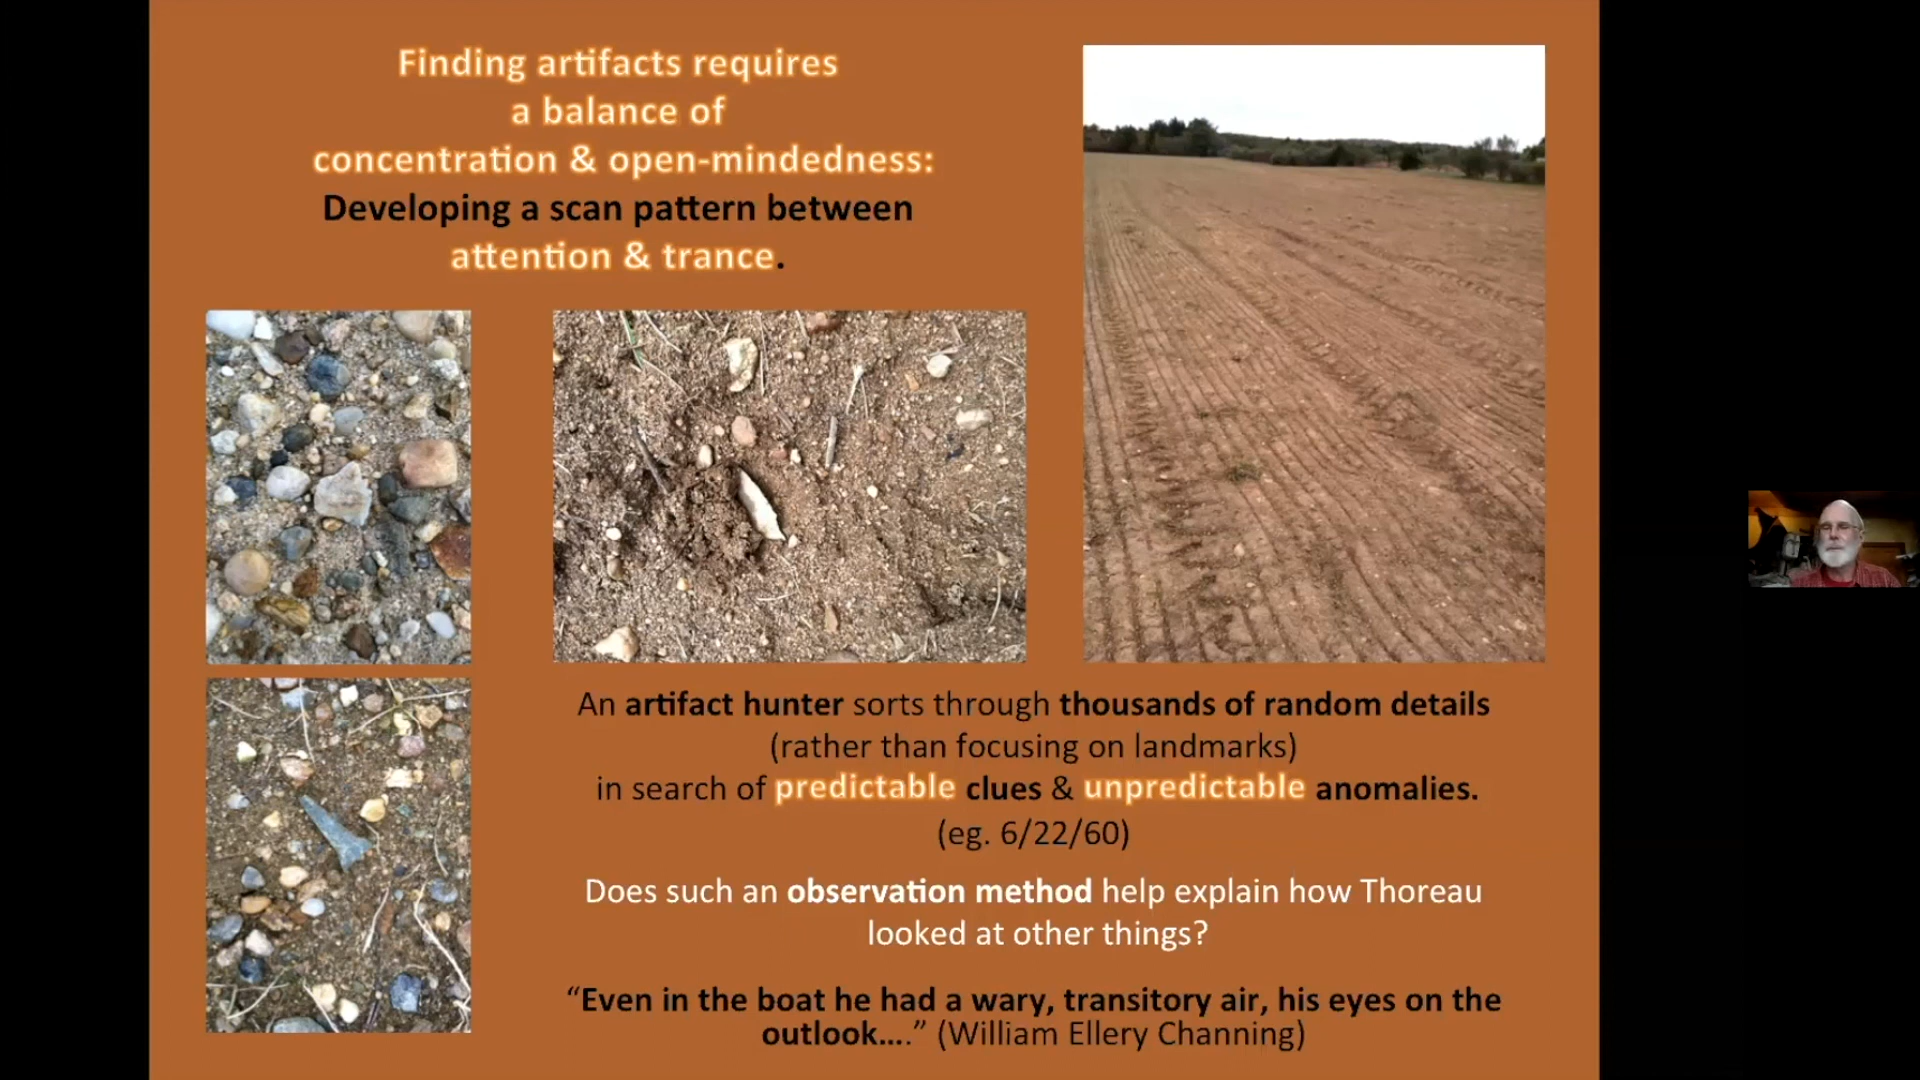 Finding artifacts requires
a balance of
concentration & open-mindedness:
Developing a scan pattern between
attention & trance.
An artifact hunter sorts through thousands of random details
(rather than focusing on landmarks)
in search of predictable clues & unpredictable anomalies.
(eg. 6/22/60)
Does such an observation method help explain how Thoreau
looked at other things?
“Even in the boat he had a wary, transitory air, his eyes on the
outlook….” (William Ellery Channing)